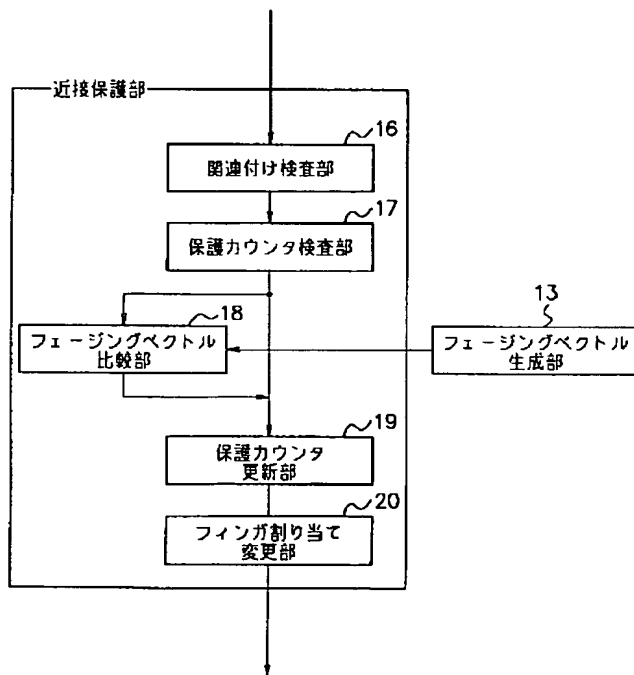 近接保護部
16
関連付け検査部
17
保護カウンタ検査部
18
フェージングベクトル
比較部
13
フェージングベクトル
生成部
19
保護カウンタ
更新部
20
フィンガ割り当て
変更部